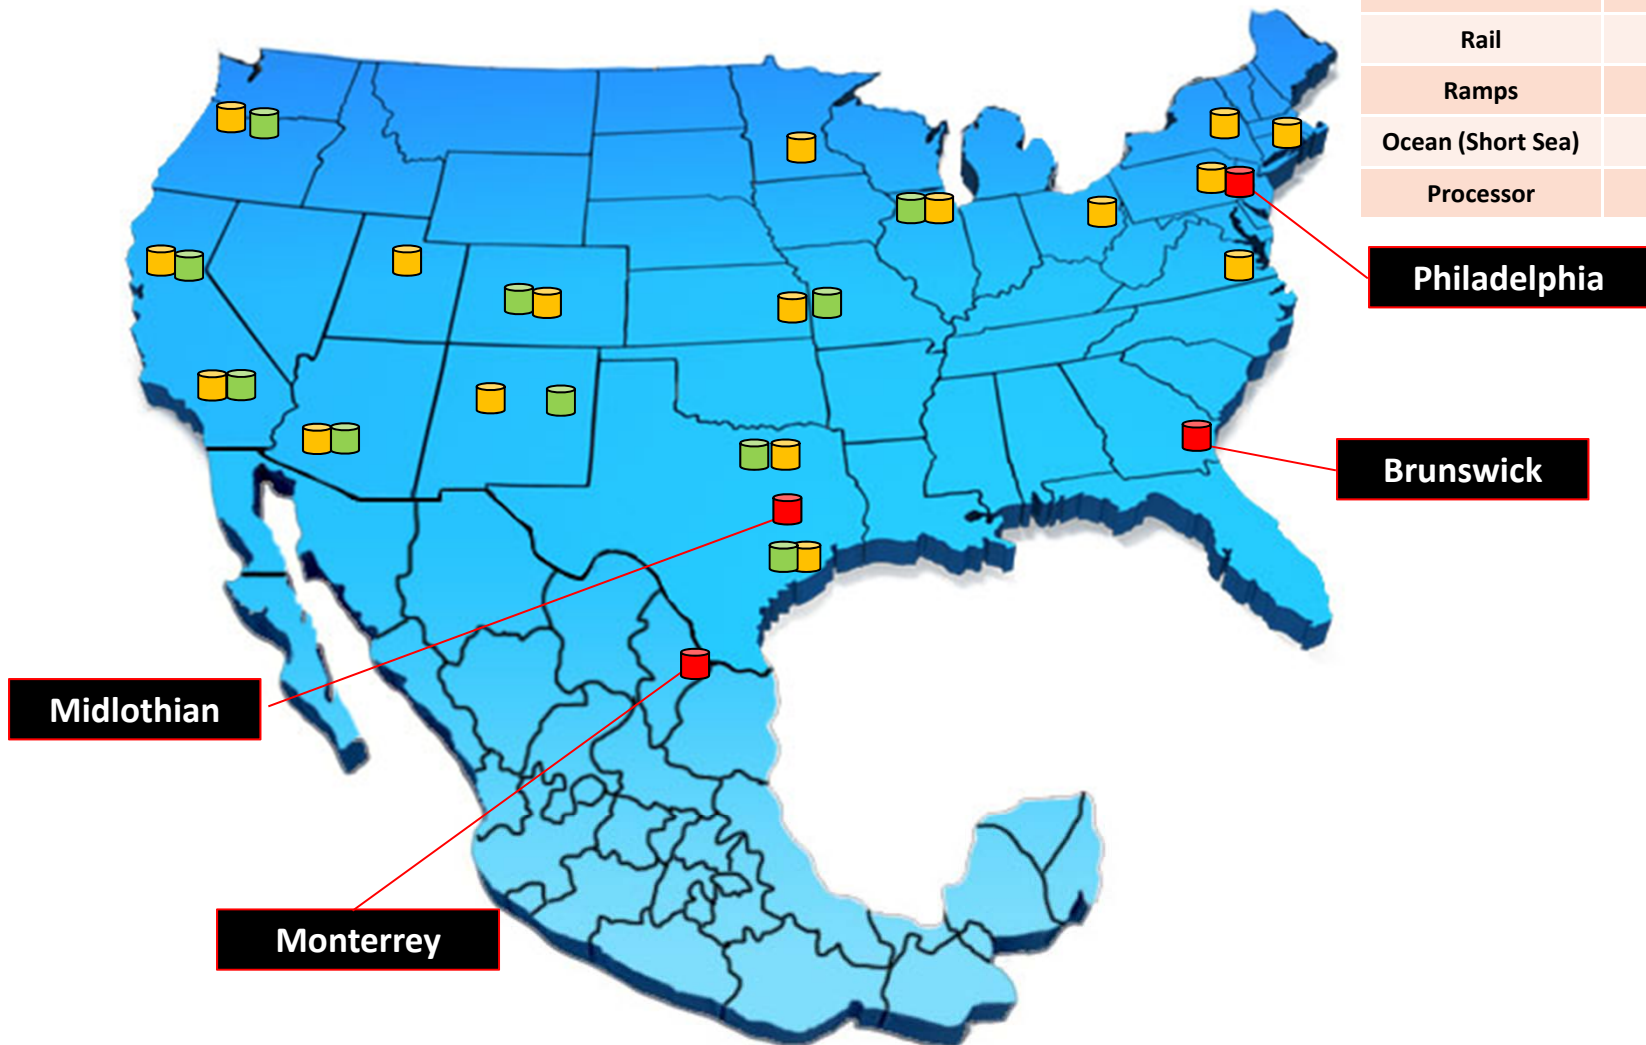 Rail
Ramps
Ocean (Short Sea)
Processor
Philadelphia
Brunswick
Midlothian
Monterrey